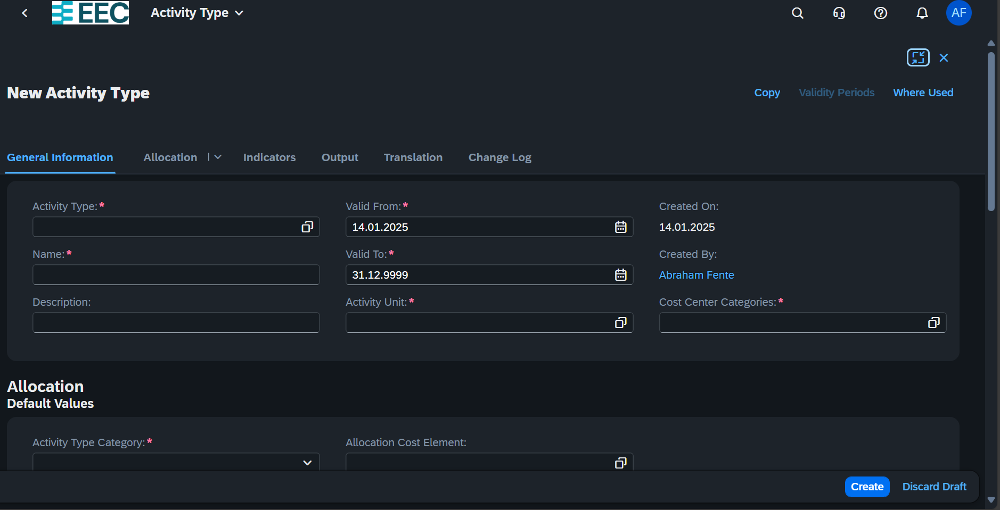 EEC Activity Type AF
New Activity Type Copy Validity Periods Where Used
General Information Allocation Indicators Output Translation Change Log
Activity Type:* Valid From:* Created On:
14.01.2025 14.01.2025
Name:* Valid To:* Created By:
31.12.9999 Abraham Fente
Description: Activity Unit:* Cost Center Categories:*
Allocation
Default Values
Activity Type Category:* Allocation Cost Element:
Create Discard Draft